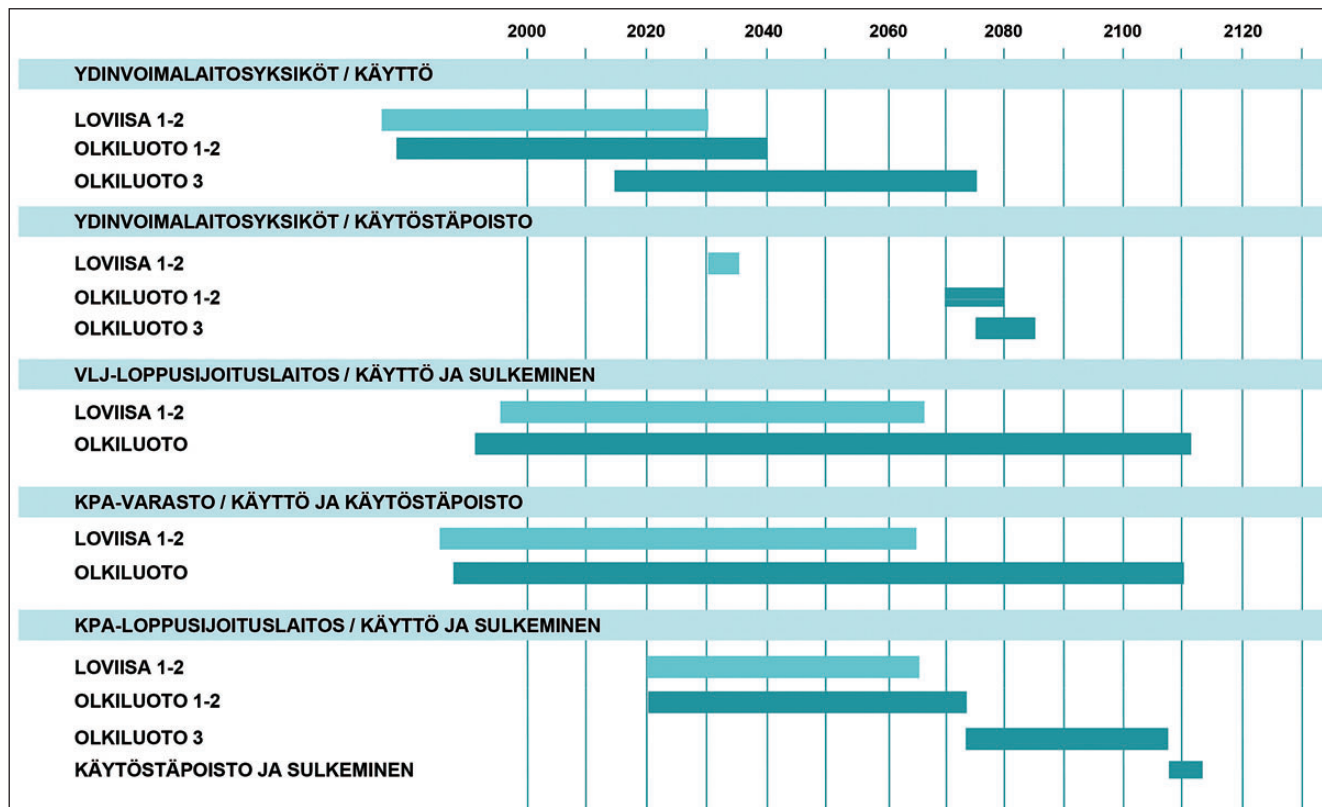 2000 2020 2040 2060 2080 2100 2120
YDINVOIMALAITOSYKSIKÖT / KÄYTTÖ
LOVIISA 1-2
OLKILUOTO 1-2
OLKILUOTO 3
YDINVOIMALAITOSYKSIKÖT / KÄYTÖSTÄPOISTO
LOVIISA 1-2
OLKILUOTO 1-2
OLKILUOTO 3
VLJ-LOPPUSIJOITUSLAITOS / KÄYTTÖ JA SULKEMINEN
LOVIISA 1-2
OLKILUOTO
KPA-VARASTO / KÄYTTÖ JA KÄYTÖSTÄPOISTO
LOVIISA 1-2
OLKILUOTO
KPA-LOPPUSIJOITUSLAITOS / KÄYTTÖ JA SULKEMINEN
LOVIISA 1-2
OLKILUOTO 1-2
OLKILUOTO 3
KÄYTÖSTÄPOISTO JA SULKEMINEN